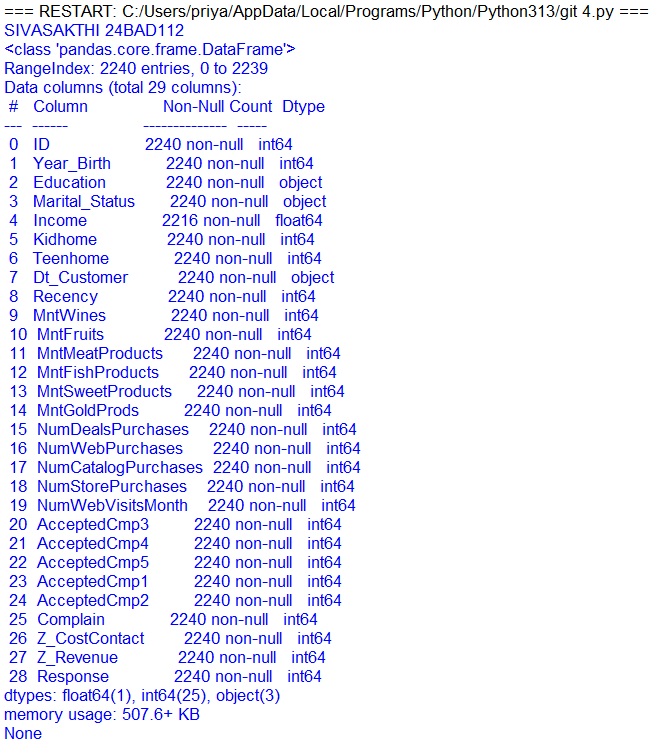 === RESTART: C:/Users/priya/AppData/Local/Programs/Python/Python313/git 4.py ===
SIVASAKTHI 24BAD112
<class 'pandas.core.frame.DataFrame'>
RangeIndex: 2240 entries, 0 to 2239
Data columns (total 29 columns):
# Column Non-Null Count Dtype
--- ------ -------------- -----
0 ID 2240 non-null int64
1 Year_Birth 2240 non-null int64
2 Education 2240 non-null object
3 Marital_Status 2240 non-null object
4 Income 2216 non-null float64
5 Kidhome 2240 non-null int64
6 Teenhome 2240 non-null int64
7 Dt_Customer 2240 non-null object
8 Recency 2240 non-null int64
9 MntWines 2240 non-null int64
10 MntFruits 2240 non-null int64
11 MntMeatProducts 2240 non-null int64
12 MntFishProducts 2240 non-null int64
13 MntSweetProducts 2240 non-null int64
14 MntGoldProds 2240 non-null int64
15 NumDealsPurchases 2240 non-null int64
16 NumWebPurchases 2240 non-null int64
17 NumCatalogPurchases 2240 non-null int64
18 NumStorePurchases 2240 non-null int64
19 NumWebVisitsMonth 2240 non-null int64
20 AcceptedCmp3 2240 non-null int64
21 AcceptedCmp4 2240 non-null int64
22 AcceptedCmp5 2240 non-null int64
23 AcceptedCmp1 2240 non-null int64
24 AcceptedCmp2 2240 non-null int64
25 Complain 2240 non-null int64
26 Z_CostContact 2240 non-null int64
27 Z_Revenue 2240 non-null int64
28 Response 2240 non-null int64
dtypes: float64(1), int64(25), object(3)
memory usage: 507.6+ KB
None